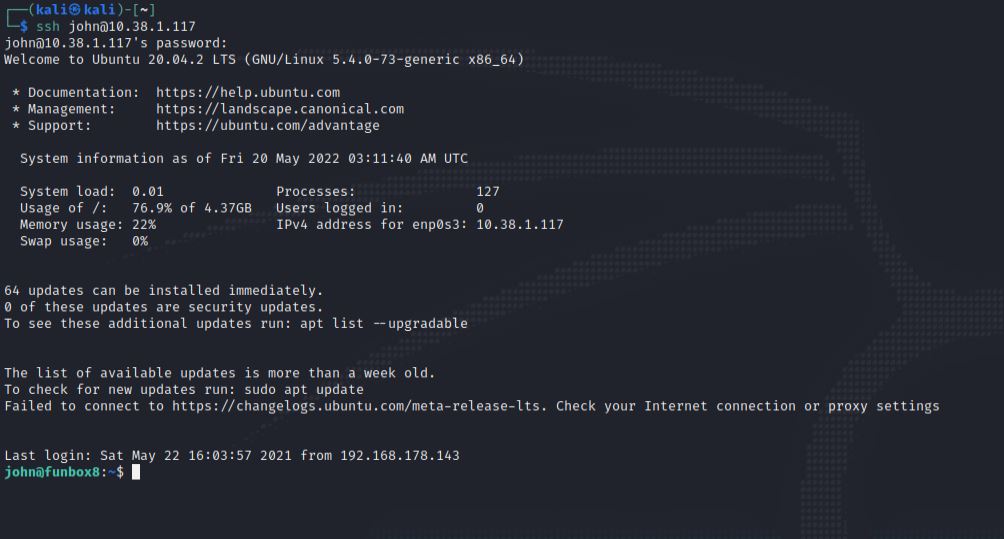 ┌──(kali㉿kali)-[~]
└─$ ssh john@10.38.1.117
john@10.38.1.117's password:
Welcome to Ubuntu 20.04.2 LTS (GNU/Linux 5.4.0-73-generic x86_64)
* Documentation:  https://help.ubuntu.com
* Management:     https://landscape.canonical.com
* Support:        https://ubuntu.com/advantage
System information as of Fri 20 May 2022 03:11:40 AM UTC
System load:  0.01              Processes:               127
Usage of /:   76.9% of 4.37GB   Users logged in:         0
Memory usage: 22%               IPv4 address for enp0s3: 10.38.1.117
Swap usage:   0%
64 updates can be installed immediately.
0 of these updates are security updates.
To see these additional updates run: apt list --upgradable
The list of available updates is more than a week old.
To check for new updates run: sudo apt update
Failed to connect to https://changelogs.ubuntu.com/meta-release-lts. Check your Internet connection or proxy settings
Last login: Sat May 22 16:03:57 2021 from 192.168.178.143
john@funbox8:~$